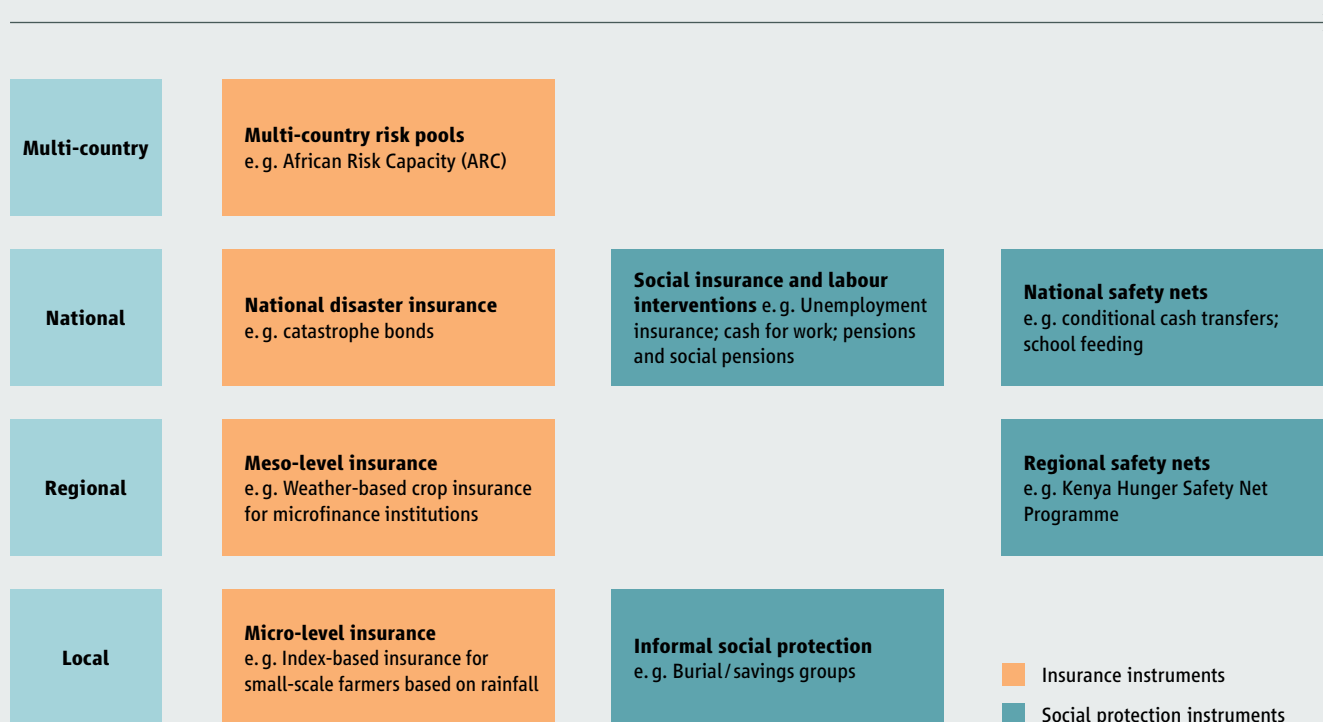 Multi-country
Multi-country risk pools
e. g. African Risk Capacity (ARC)
National
National disaster insurance
e. g. catastrophe bonds
Social insurance and labour
interventions e. g. Unemployment
insurance; cash for work; pensions
and social pensions
National safety nets
e. g. conditional cash transfers;
school feeding
Regional
Meso-level insurance
e. g. Weather-based crop insurance
for microfinance institutions
Regional safety nets
e. g. Kenya Hunger Safety Net
Programme
Local
Micro-level insurance
e. g. Index-based insurance for
small-scale farmers based on rainfall
Informal social protection
e. g. Burial/savings groups
Insurance instruments
Social protection instruments